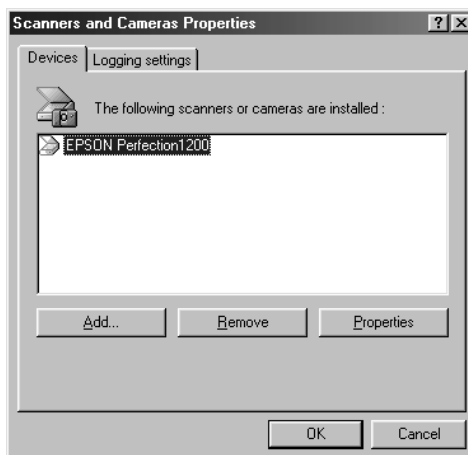 Scanners and Cameras Properties
Devices Logging settings
The following scanners or cameras are installed :
EPSON Perfection1200
Add... Remove Properties
OK Cancel